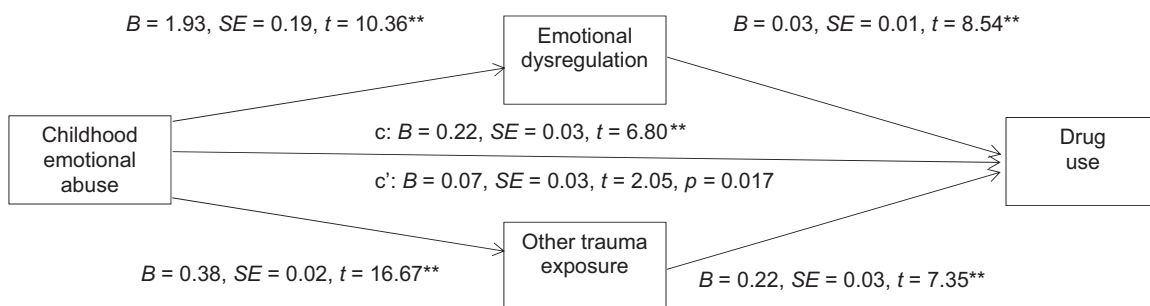 B = 1.93, SE = 0.19, t = 10.36**
B = 0.03, SE = 0.01, t = 8.54**
Emotional
dysregulation
Childhood
emotional
abuse
c: B = 0.22, SE = 0.03, t = 6.80**
c’: B = 0.07, SE = 0.03, t = 2.05, p = 0.017
Drug
use
Other trauma
exposure
B = 0.38, SE = 0.02, t = 16.67**
B = 0.22, SE = 0.03, t = 7.35**